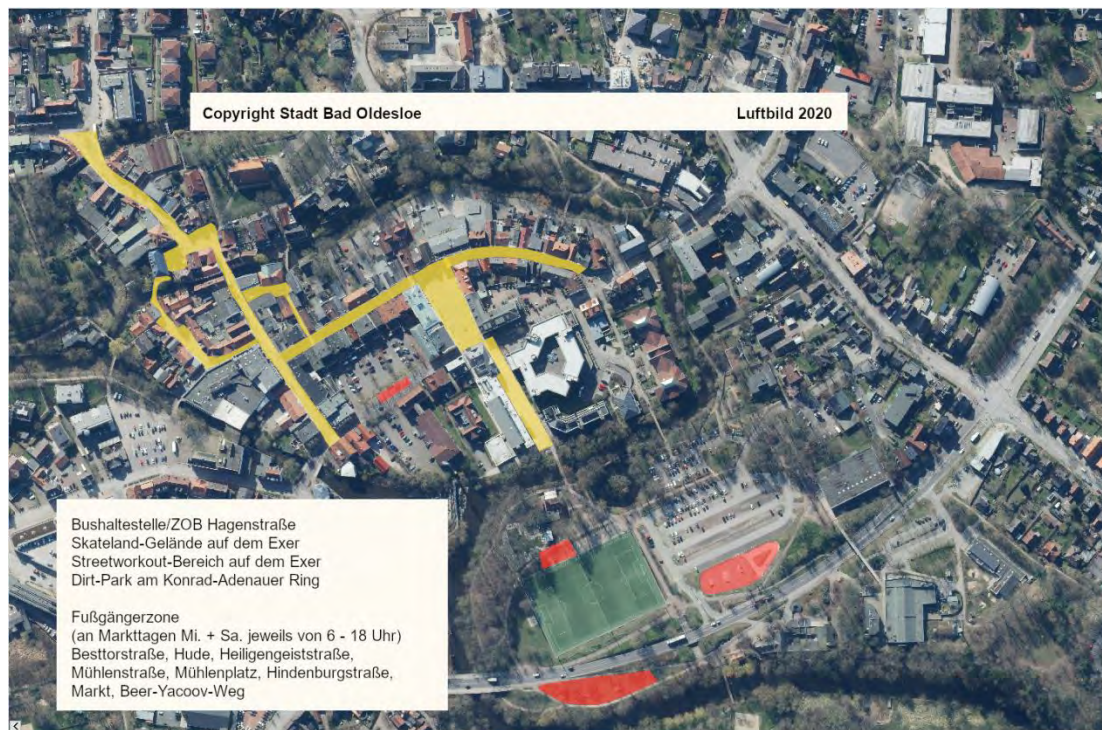 Copyright Stadt Bad Oldesloe Luftbild 2020
Bushaltestelle/ZOB Hagenstraße
Skateland-Gelände auf dem Exer
Streetworkout-Bereich auf dem Exer
Dirt-Park am Konrad-Adenauer Ring
Fußgängerzone
(an Markttagen Mi. + Sa. jeweils von 6 - 18 Uhr)
Besttorstraße, Hude, Heiligengeiststraße,
Mühlenstraße, Mühlenplatz, Hindenburgstraße,
Markt, Beer-Yacoov-Weg